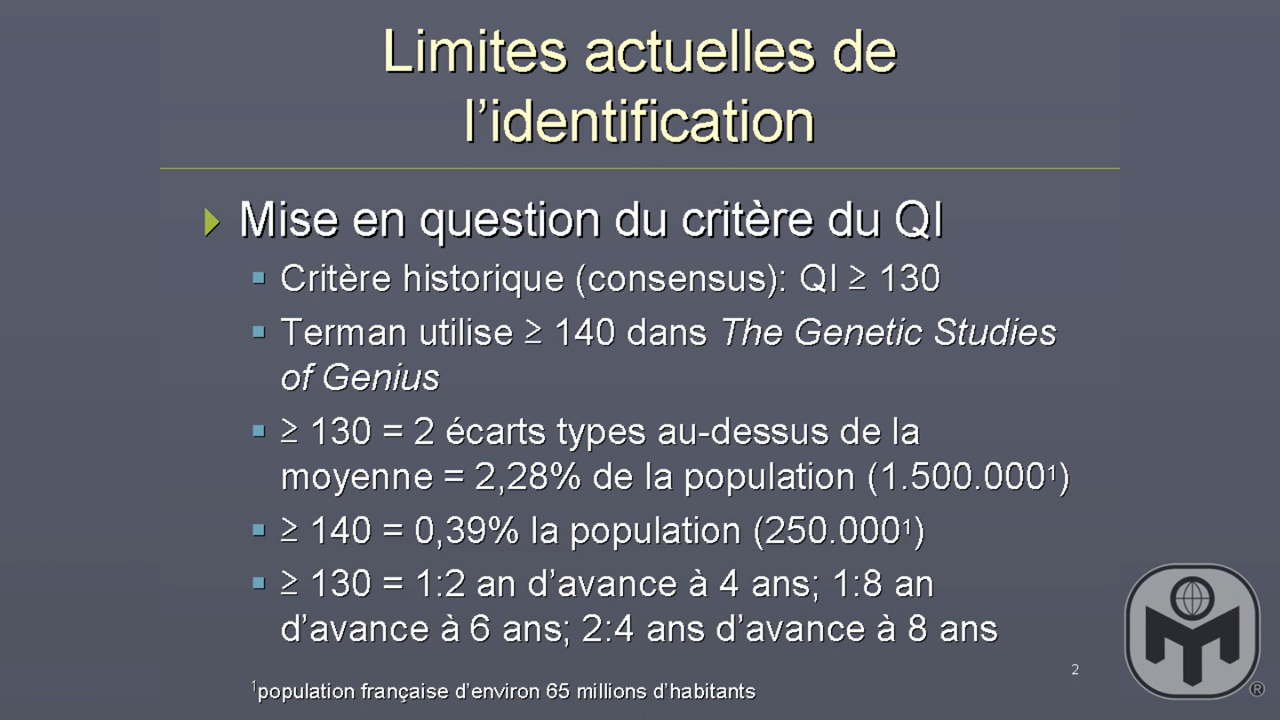 Limites actuelles de
l’identification
Mise en question du critère du QI
Critère historique (consensus): QI ≥ 130
Terman utilise ≥ 140 dans The Genetic Studies
of Genius
≥ 130 = 2 écarts types au-dessus de la
moyenne = 2,28% de la population (1.500.000¹)
≥ 140 = 0,39% la population (250.000¹)
≥ 130 = 1:2 an d’avance à 4 ans; 1:8 an
d’avance à 6 ans; 2:4 ans d’avance à 8 ans
2
¹population française d’environ 65 millions d’habitants
®